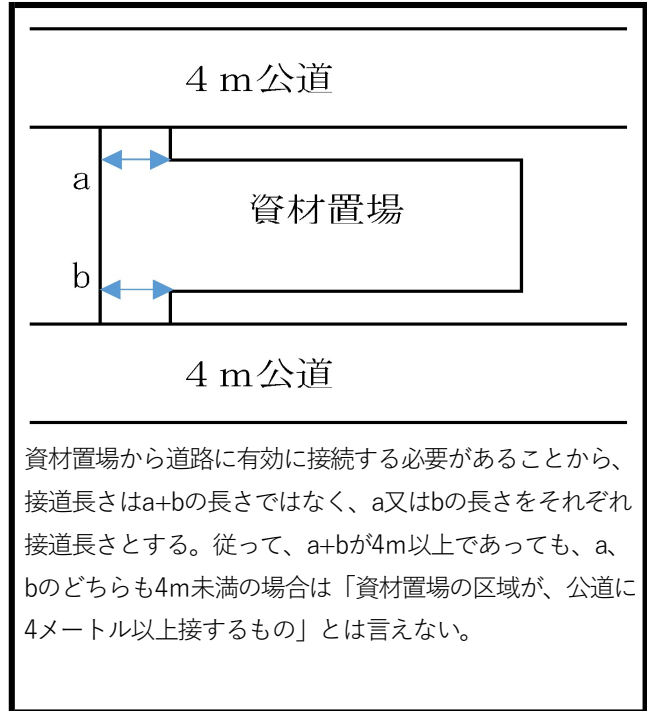 ４ｍ公道
a
資材置場
b
４ｍ公道
資材置場から道路に有効に接続する必要があることから、
接道長さはa+bの長さではなく、a又はbの長さをそれぞれ
接道長さとする。従って、a+bが4m以上であっても、a、
bのどちらも4m未満の場合は「資材置場の区域が、公道に
4メートル以上接するもの」とは言えない。